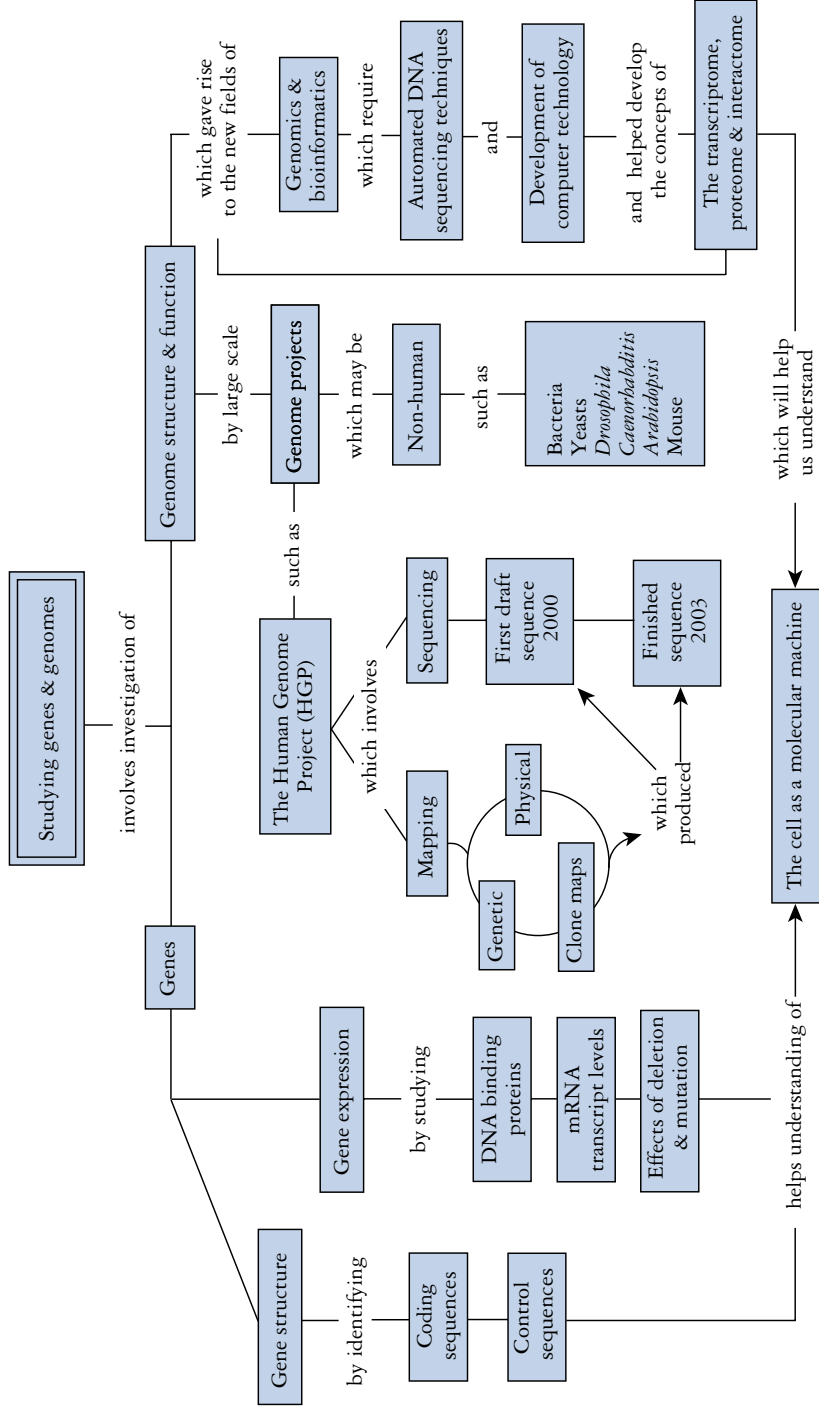 Studying genes & genomes
involves investigation of
Genes
Genome structure & function
Gene structure
by identifying
Coding
sequences
Control
sequences
Gene expression
by studying
DNA binding
proteins
mRNA
transcript levels
Effects of deletion
& mutation
helps understanding of
by large scale
Genome projects
such as
The Human Genome
Project (HGP)
which involves
Mapping
Genetic
Physical
Clone maps
Sequencing
First draft
sequence
2000
Finished
sequence
2003
which
produced
which may be
Non-human
such as
Bacteria
Yeasts
Drosophila
Caenorhabditis
Arabidopsis
Mouse
which gave rise
to the new fields of
Genomics &
bioinformatics
which require
Automated DNA
sequencing techniques
and
Development of
computer technology
and helped develop
the concepts of
The transcriptome,
proteome & interactome
which will help
us understand
The cell as a molecular machine